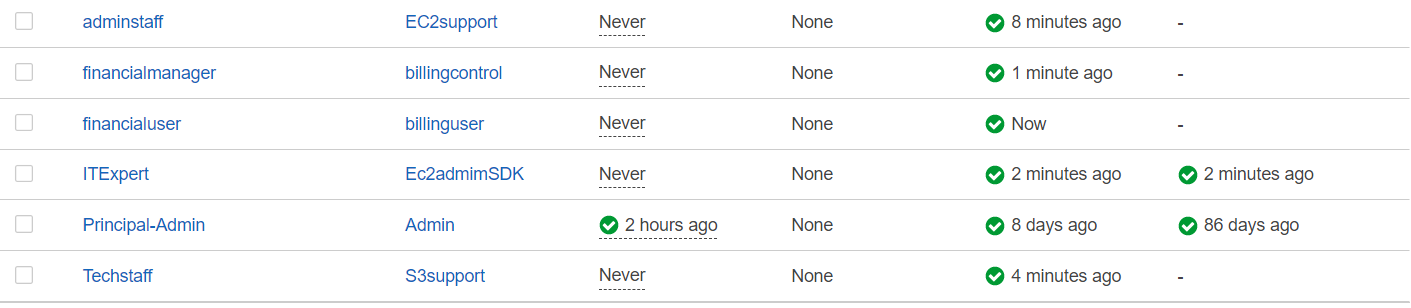 adminstaff EC2support Never None 8 minutes ago -
financialmanager billingcontrol Never None 1 minute ago -
financialuser billinguser Never None Now -
ITExpert Ec2admimSDK Never None 2 minutes ago 2 minutes ago
Principal-Admin Admin 2 hours ago None 8 days ago 86 days ago
Techstaff S3support Never None 4 minutes ago -